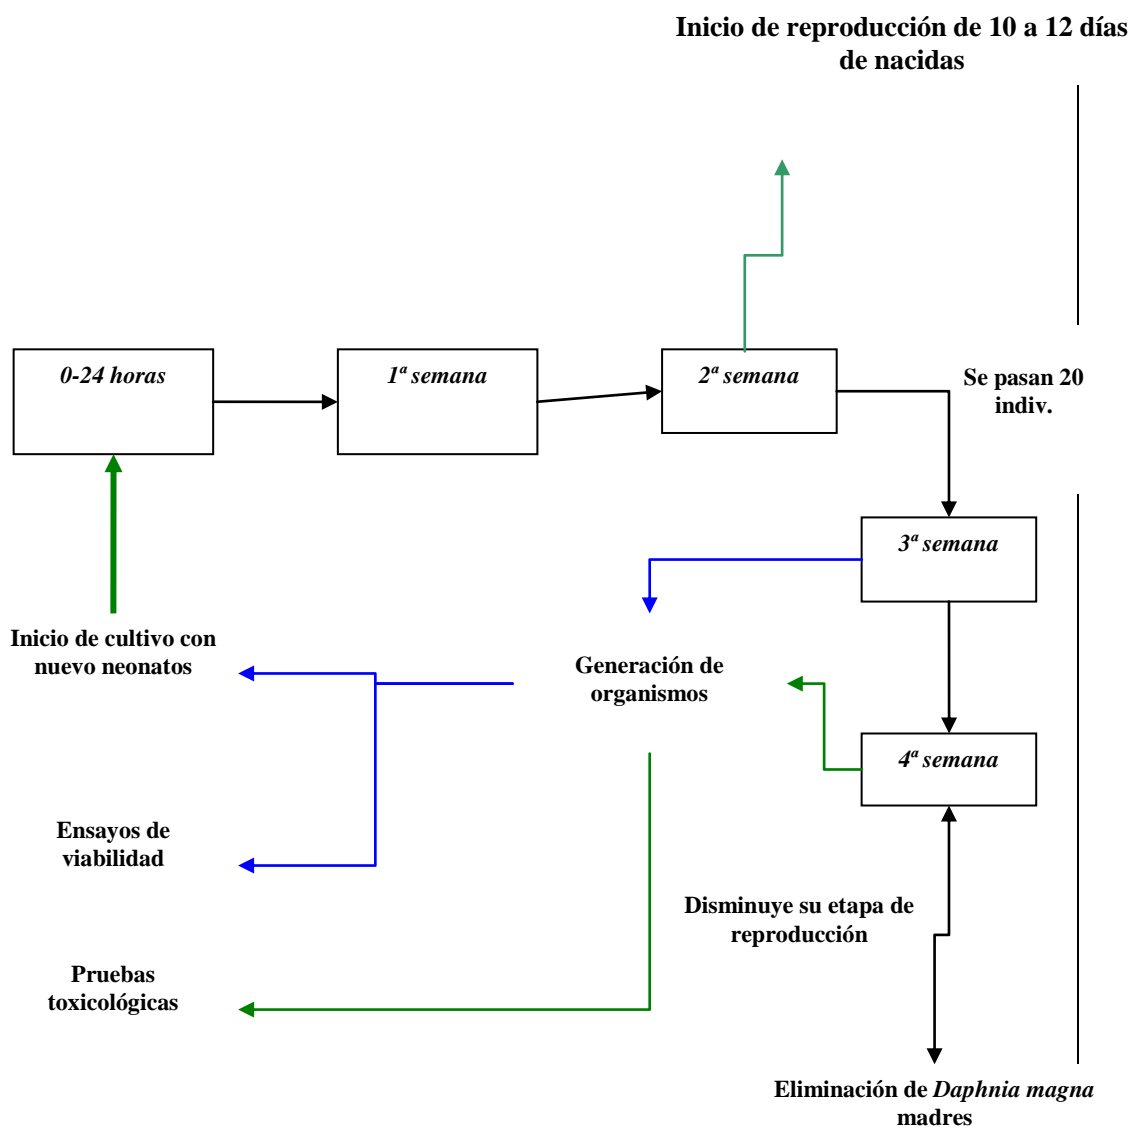 Inicio de reproducción de 10 a 12 días
de nacidas
0-24 horas
1ª semana
2ª semana
Se pasan 20
indiv.
3ª semana
Inicio de cultivo con
nuevo neonatos
Generación de
organismos
4ª semana
Ensayos de
viabilidad
Disminuye su etapa de
reproducción
Pruebas
toxicológicas
Eliminación de Daphnia magna
madres